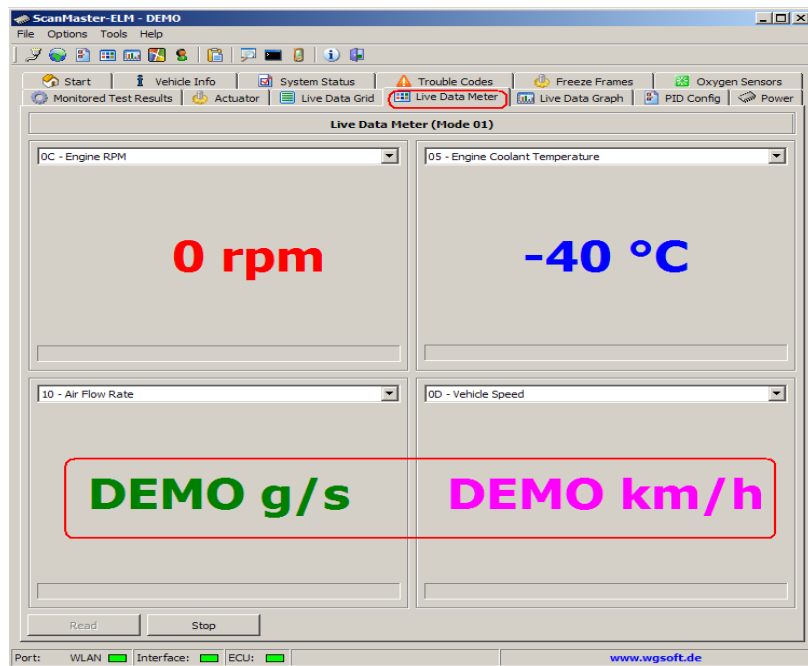 ScanMaster-ELM - DEMO
File Options Tools Help
Start Vehicle Info System Status Trouble Codes Freeze Frames Oxygen Sensors
Monitored Test Results Actuator Live Data Grid Live Data Meter Live Data Graph PID Config Power
Live Data Meter (Mode 01)
0C - Engine RPM 05 - Engine Coolant Temperature
0 rpm -40 °C
10 - Air Flow Rate 0D - Vehicle Speed
DEMO g/s DEMO km/h
Read Stop
Port: WLAN Interface: ECU: www.wgsoft.de